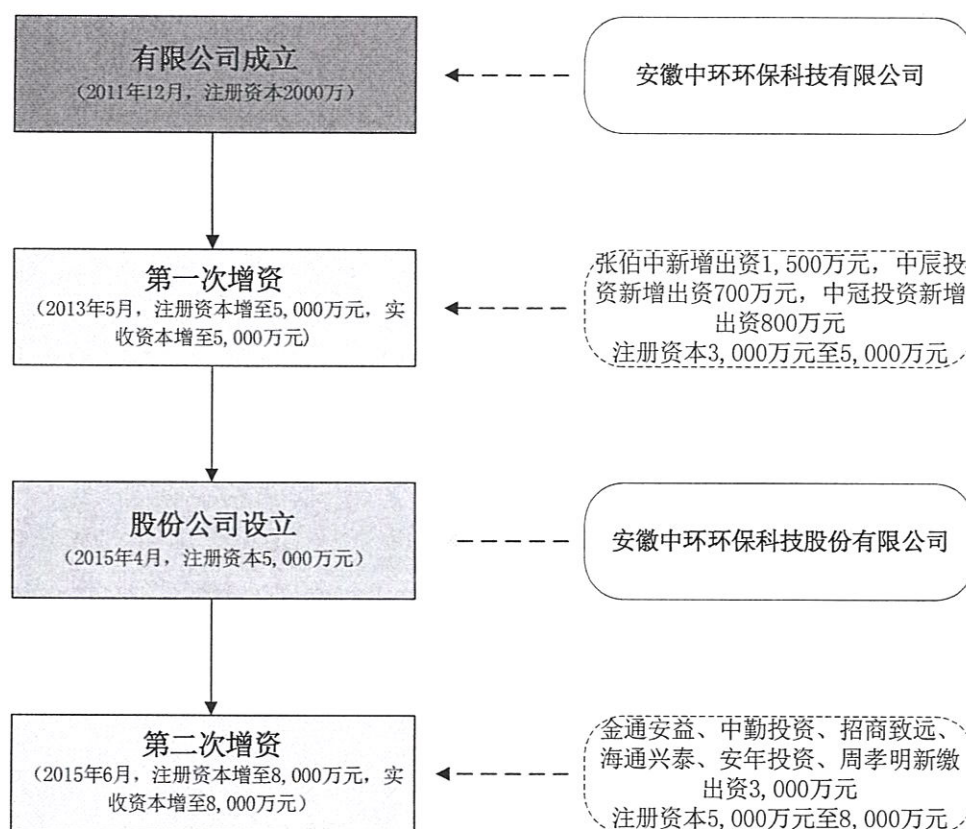 有限公司成立
（2011年12月，注册资本2000万）
安徽中环环保科技有限公司
第一次增资
（2013年5月，注册资本增至5,000万元，实
收资本增至5,000万元）
张伯中新增出资1,500万元，中辰投
资新增出资700万元，中冠投资新增
出资800万元
注册资本3,000万元至5,000万元
股份公司设立
（2015年4月，注册资本5,000万元）
安徽中环环保科技股份有限公司
第二次增资
（2015年6月，注册资本增至8,000万元，实
收资本增至8,000万元）
金通安益、中勤投资、招商致远、
海通兴泰、安年投资、周孝明新缴
出资3,000万元
注册资本5,000万元至8,000万元